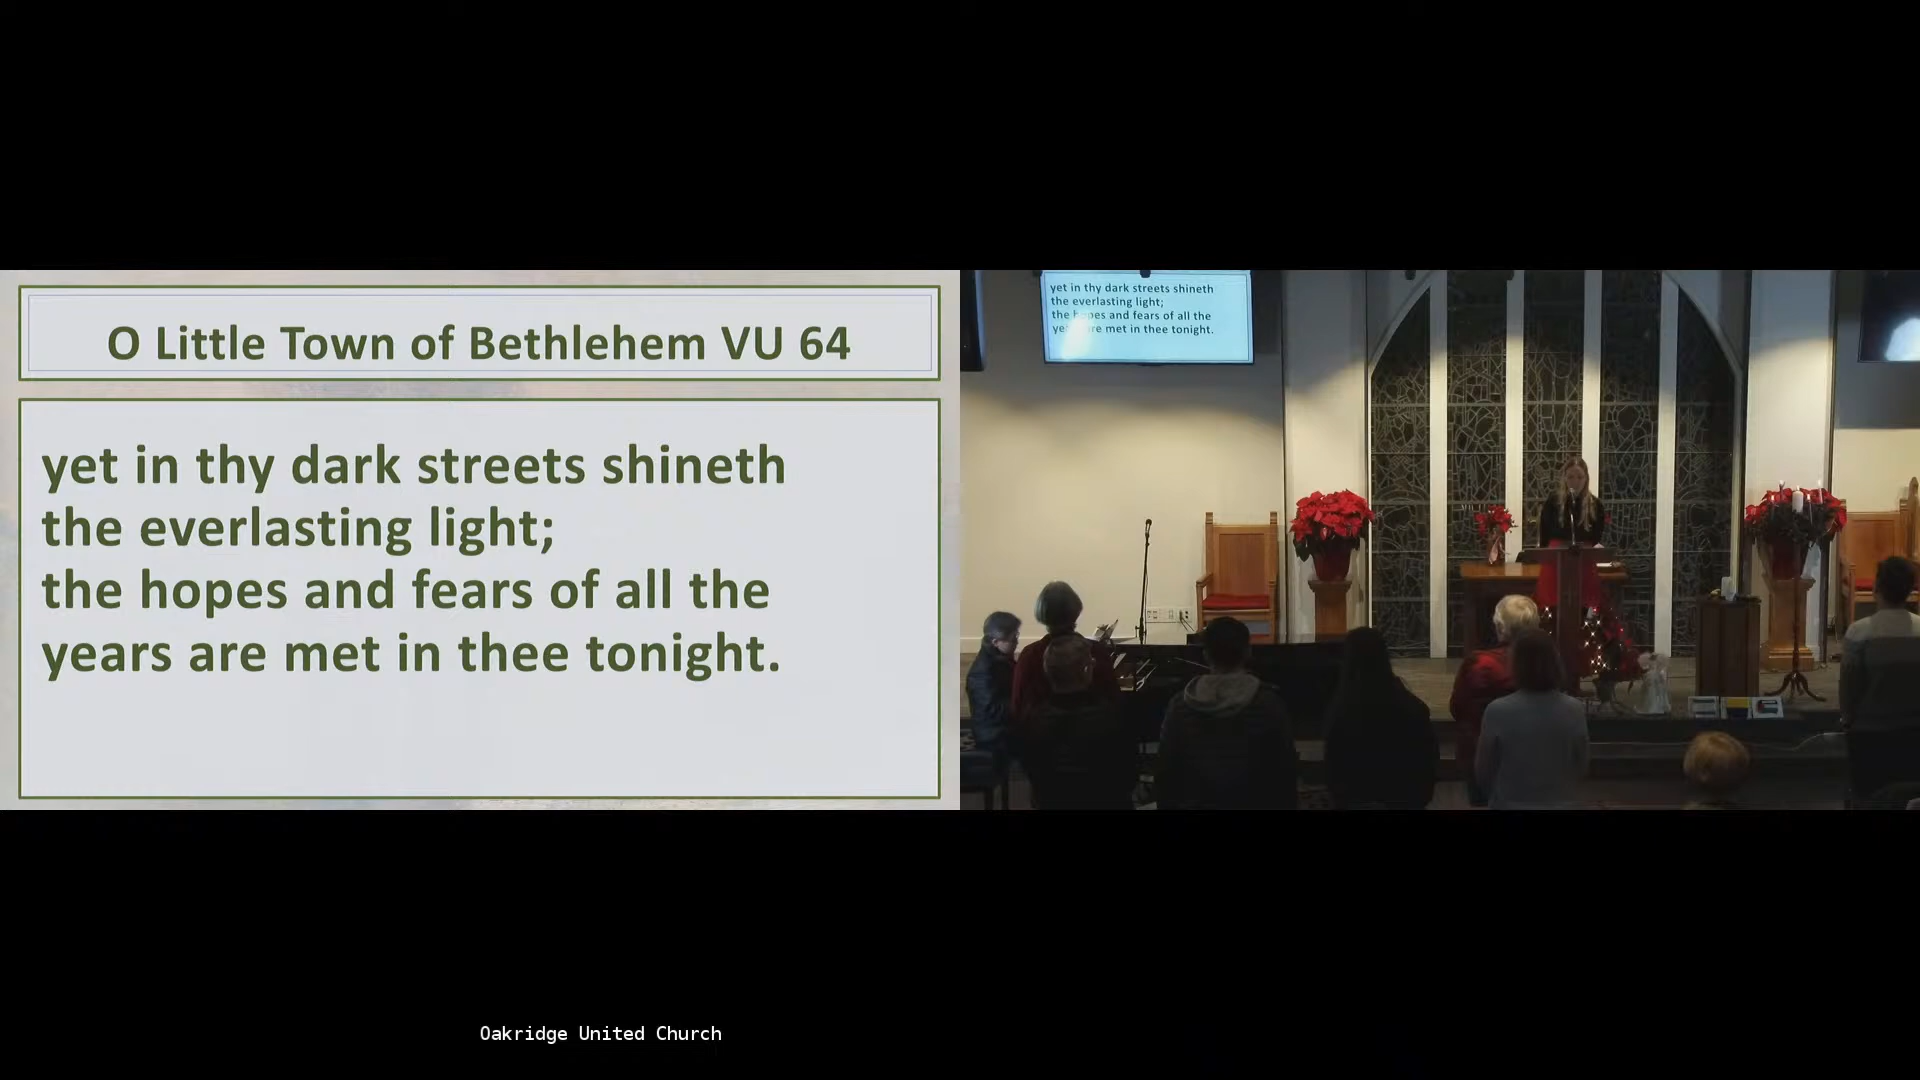 O Little Town of Bethlehem VU 64
yet in thy dark streets shineth
the everlasting light;
the hopes and fears of all the
years are met in thee tonight.
yet in thy dark streets shineth
the everlasting light;
the hopes and fears of all the
are met in thee tonight.
Oakridge United Church